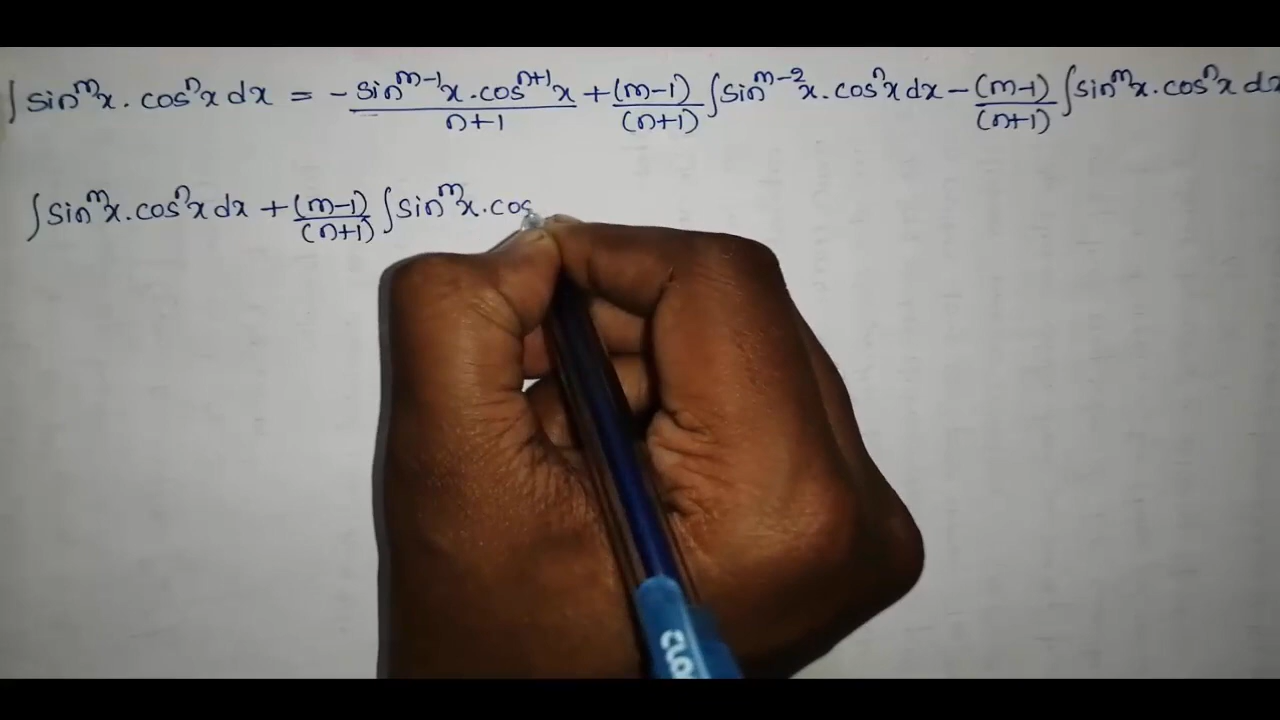 ∫ sin^m x . cos^n x dx = - sin^(m-1) x . cos^(n+1) x / n+1 + (m-1)/(n+1) ∫ sin^(m-2) x . cos^n x dx - (m-1)/(n+1) ∫ sin^m x . cos^n x dx
∫ sin^m x . cos^n x dx + (m-1)/(n+1) ∫ sin^m x . cos